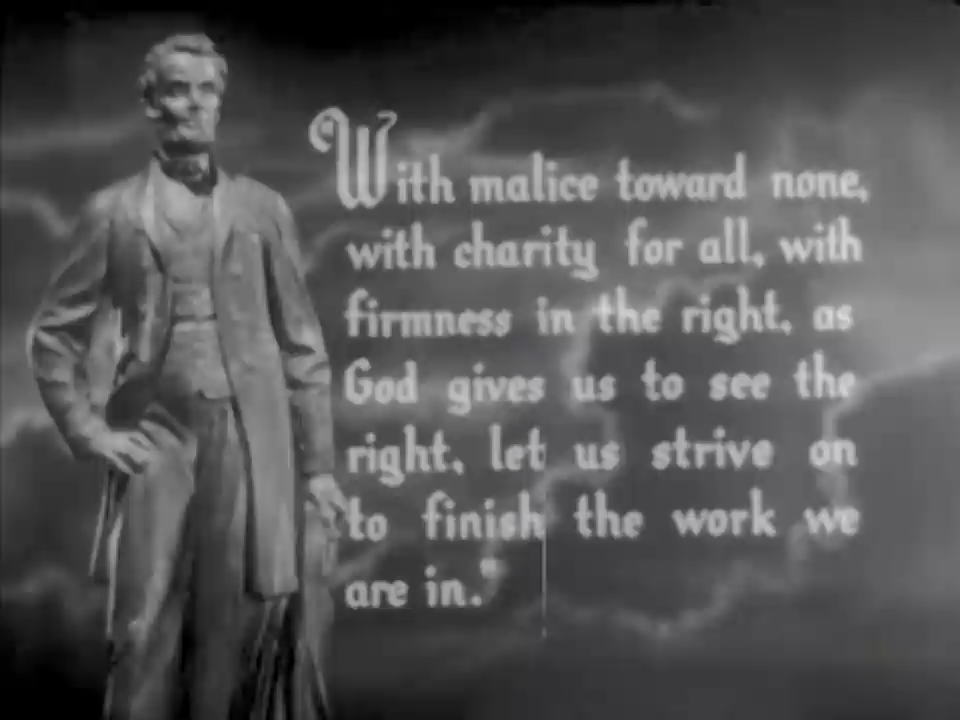 With malice toward none,
with charity for all, with
firmness in the right, as
God gives us to see the
right, let us strive on
to finish the work we
are in."